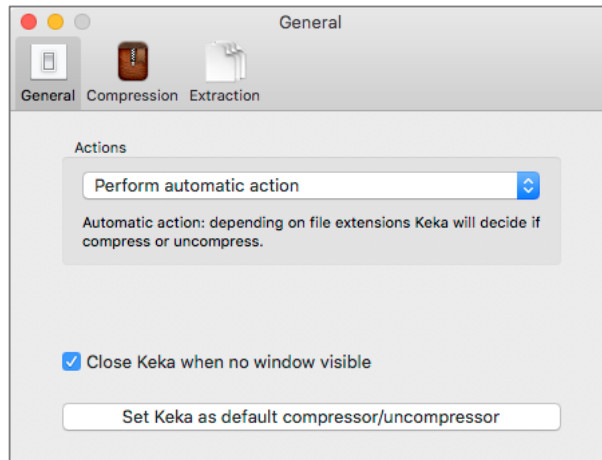 General
General Compression Extraction
Actions
Perform automatic action
Automatic action: depending on file extensions Keka will decide if
compress or uncompress.
Close Keka when no window visible
Set Keka as default compressor/uncompressor